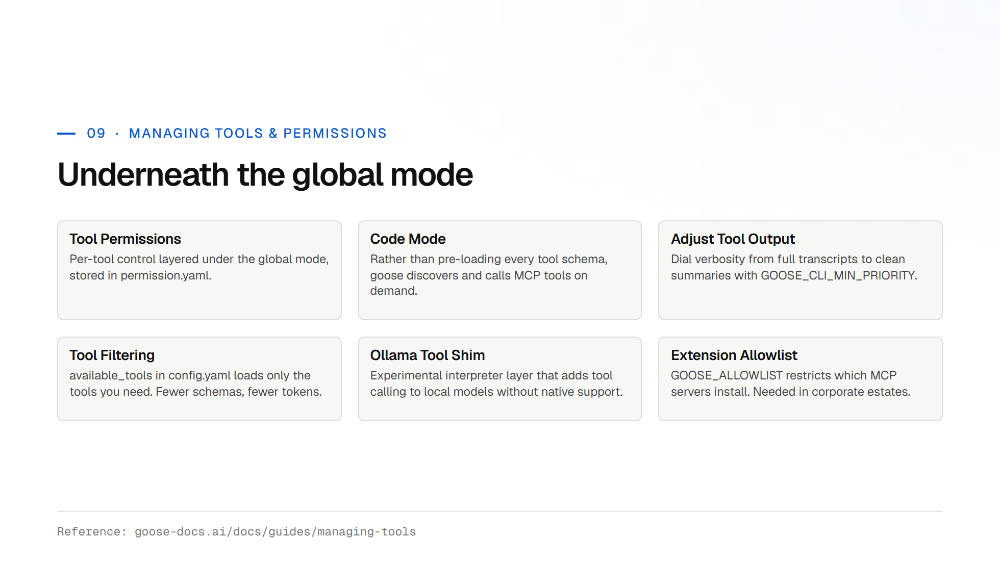 09 · MANAGING TOOLS & PERMISSIONS
Underneath the global mode
Tool Permissions
Per-tool control layered under the global mode,
stored in permission.yaml.
Code Mode
Rather than pre-loading every tool schema,
goose discovers and calls MCP tools on
demand.
Adjust Tool Output
Dial verbosity from full transcripts to clean
summaries with GOOSE_CLI_MIN_PRIORITY.
Tool Filtering
available_tools in config.yaml loads only the
tools you need. Fewer schemas, fewer tokens.
Ollama Tool Shim
Experimental interpreter layer that adds tool
calling to local models without native support.
Extension Allowlist
GOOSE_ALLOWLIST restricts which MCP
servers install. Needed in corporate estates.
Reference: goose-docs.ai/docs/guides/managing-tools